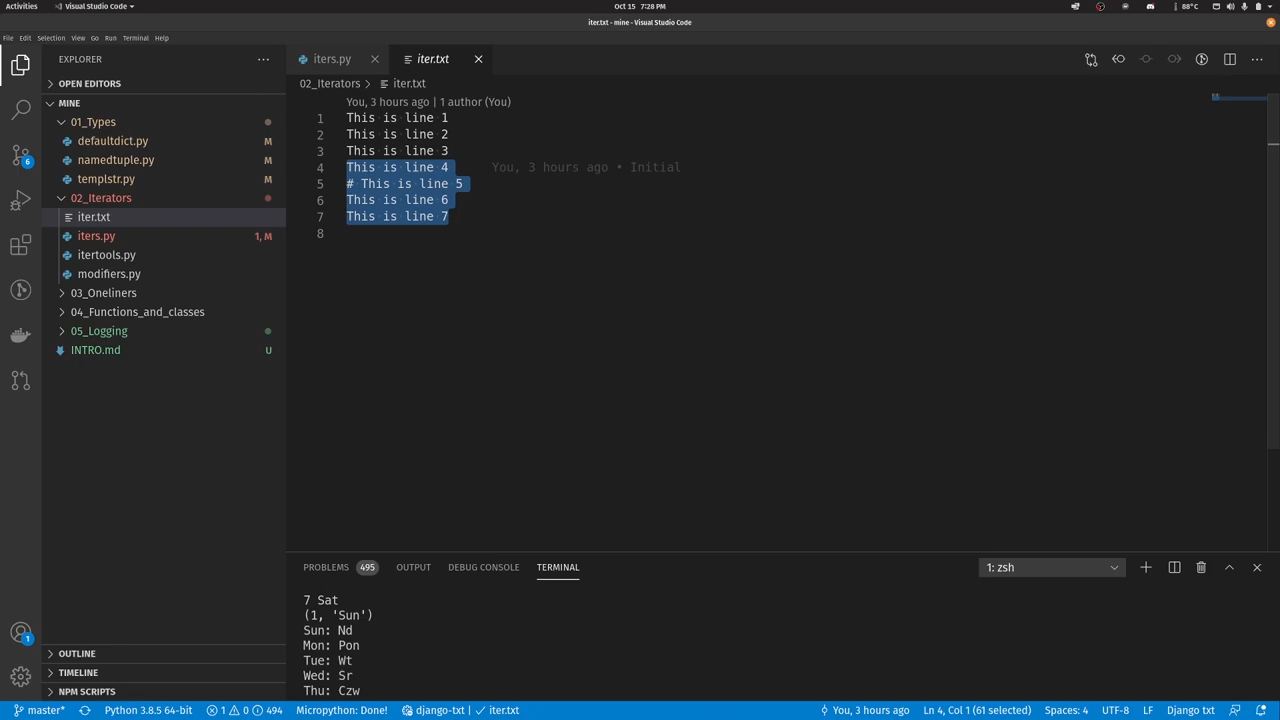 Activities
Visual Studio Code
Oct 15 7:28 PM
88°C
iter.txt - mine - Visual Studio Code
File Edit Selection View Go Run Terminal Help
EXPLORER
OPEN EDITORS
MINE
01_Types
defaultdict.py M
namedtuple.py M
templstr.py M
02_Iterators
iter.txt
iters.py 1, M
itertools.py
modifiers.py
03_Oneliners
04_Functions_and_classes
05_Logging
INTRO.md U
OUTLINE
TIMELINE
NPM SCRIPTS
6
1
iters.py
iter.txt
02_Iterators > iter.txt
You, 3 hours ago | 1 author (You)
1 This is line 1
2 This is line 2
3 This is line 3
4 This is line 4 You, 3 hours ago • Initial
5 # This is line 5
6 This is line 6
7 This is line 7
8
PROBLEMS 495 OUTPUT DEBUG CONSOLE TERMINAL
1: zsh
7 Sat
(1, 'Sun')
Sun: Nd
Mon: Pon
Tue: Wt
Wed: Sr
Thu: Czw
master* Python 3.8.5 64-bit 1 0 494 Micropython: Done! django-txt | iter.txt You, 3 hours ago Ln 4, Col 1 (61 selected) Spaces: 4 UTF-8 LF Django txt